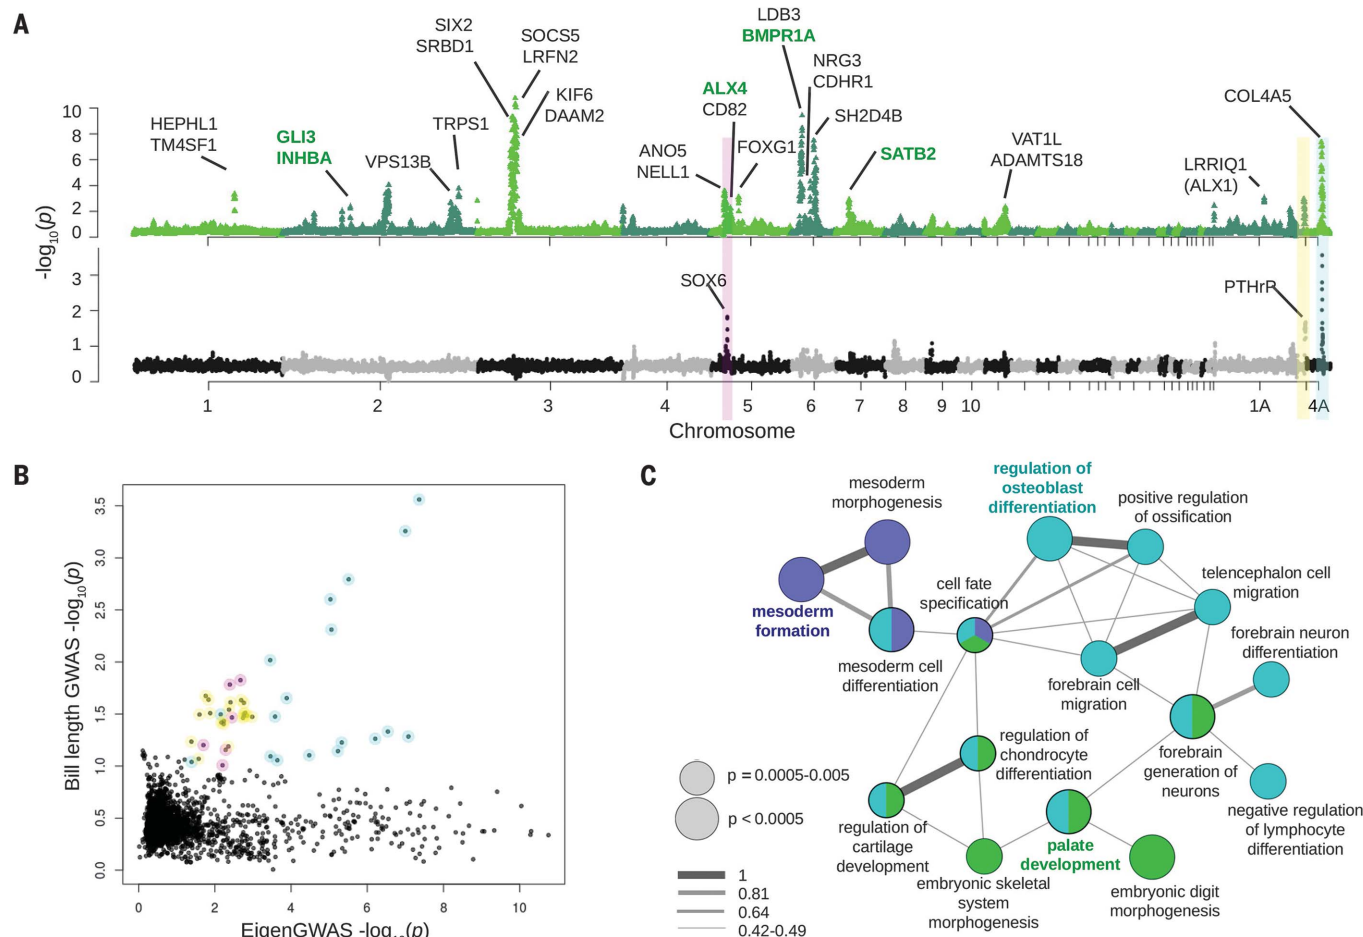 A
SIX2
SRBD1
SOCS5
LRFN2
KIF6
DAAM2
LDB3
BMPR1A
NRG3
CDHR1
ALX4
CD82
SH2D4B
COL4A5
HEPHL1
TM4SF1
GLI3
INHBA
TRPS1
VPS13B
ANO5
NELL1
FOXG1
SATB2
VAT1L
ADAMTS18
LRRIQ1
(ALX1)
10
8
6
4
2
0
-log10(p)
SOX6
PTHrP
3
2
1
0
1 2 3 4 5 6 7 8 9 10 1A 4A
Chromosome
B
Bill length GWAS -log10(p)
3.5
3.0
2.5
2.0
1.5
1.0
0.5
0.0
0 2 4 6 8 10
EigenGWAS -log10(p)
C
mesoderm
morphogenesis
regulation of
osteoblast
differentiation
positive regulation
of ossification
mesoderm
formation
cell fate
specification
telencephalon cell
migration
mesoderm cell
differentiation
forebrain cell
migration
forebrain neuron
differentiation
regulation of
chondrocyte
differentiation
forebrain
generation of
neurons
negative regulation
of lymphocyte
differentiation
regulation of
cartilage
development
palate
development
embryonic skeletal
system
morphogenesis
embryonic digit
morphogenesis
p = 0.0005-0.005
p < 0.0005
1
0.81
0.64
0.42-0.49